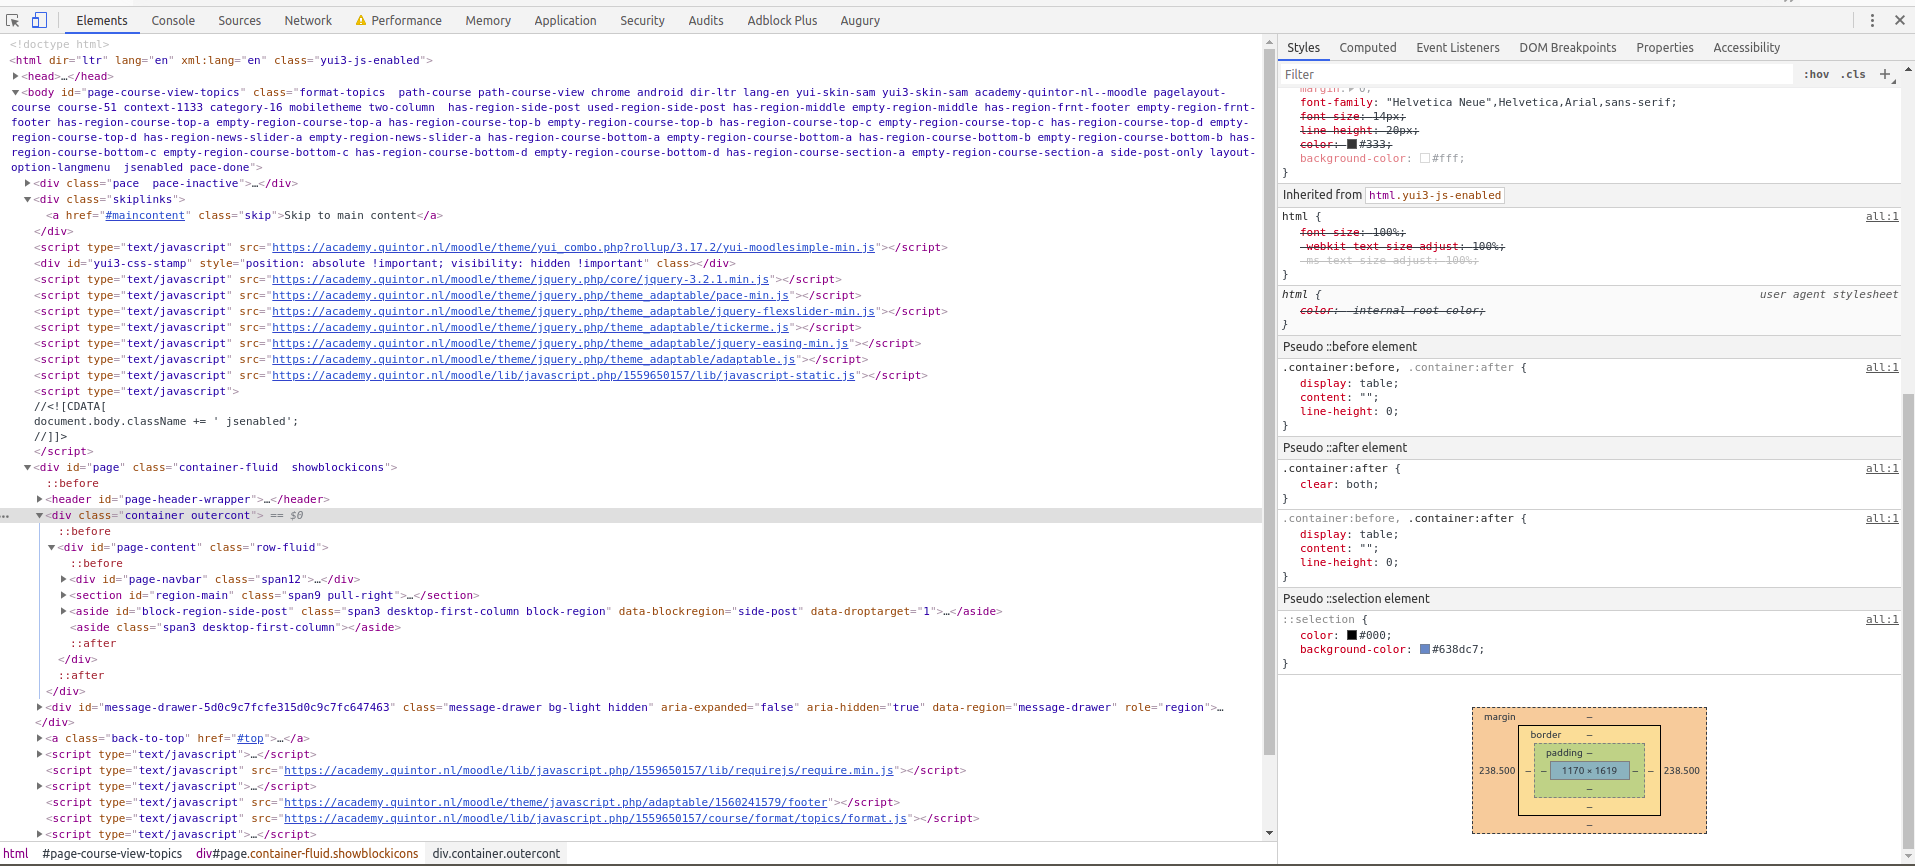 Elements Console Sources Network Performance Memory Application Security Audits Adblock Plus Augury
<!doctype html>
<html dir="ltr" lang="en" xml:lang="en" class="yui3-js-enabled">
<head>…</head>
<body id="page-course-view-topics" class="format-topics  path-course path-course-view chrome android dir-ltr lang-en yui-skin-sam yui3-skin-sam academy-quintor-nl--moodle pagelayout-
course course-51 context-1133 category-16 mobiletheme two-column  has-region-side-post used-region-side-post has-region-middle empty-region-middle has-region-frnt-footer empty-region-frnt-
footer has-region-course-top-a empty-region-course-top-a has-region-course-top-b empty-region-course-top-b has-region-course-top-c empty-region-course-top-c has-region-course-top-d empty-
region-course-top-d has-region-news-slider-a empty-region-news-slider-a has-region-course-bottom-a empty-region-course-bottom-a has-region-course-bottom-b empty-region-course-bottom-b has-
region-course-bottom-c empty-region-course-bottom-c has-region-course-bottom-d empty-region-course-bottom-d has-region-course-section-a empty-region-course-section-a side-post-only layout-
option-langmenu  jsenabled pace-done">
<div class="pace  pace-inactive">…</div>
<div class="skiplinks">
<a href="#maincontent" class="skip">Skip to main content</a>
</div>
<script type="text/javascript" src="https://academy.quintor.nl/moodle/theme/yui_combo.php?rollup/3.17.2/yui-moodlesimple-min.js"></script>
<div id="yui3-css-stamp" style="position: absolute !important; visibility: hidden !important" class></div>
<script type="text/javascript" src="https://academy.quintor.nl/moodle/theme/jquery.php/core/jquery-3.2.1.min.js"></script>
<script type="text/javascript" src="https://academy.quintor.nl/moodle/theme/jquery.php/theme_adaptable/pace-min.js"></script>
<script type="text/javascript" src="https://academy.quintor.nl/moodle/theme/jquery.php/theme_adaptable/jquery-flexslider-min.js"></script>
<script type="text/javascript" src="https://academy.quintor.nl/moodle/theme/jquery.php/theme_adaptable/tickerme.js"></script>
<script type="text/javascript" src="https://academy.quintor.nl/moodle/theme/jquery.php/theme_adaptable/jquery-easing-min.js"></script>
<script type="text/javascript" src="https://academy.quintor.nl/moodle/theme/jquery.php/theme_adaptable/adaptable.js"></script>
<script type="text/javascript" src="https://academy.quintor.nl/moodle/lib/javascript.php/1559650157/lib/javascript-static.js"></script>
<script type="text/javascript">
//<![CDATA[
document.body.className += ' jsenabled';
//]]>
</script>
<div id="page" class="container-fluid  showblockicons">
::before
<header id="page-header-wrapper">…</header>
<div class="container outercont"> == $0
::before
<div id="page-content" class="row-fluid">
::before
<div id="page-navbar" class="span12">…</div>
<section id="region-main" class="span9 pull-right">…</section>
<aside id="block-region-side-post" class="span3 desktop-first-column block-region" data-blockregion="side-post" data-droptarget="1">…</aside>
<aside class="span3 desktop-first-column"></aside>
::after
</div>
::after
</div>
<div id="message-drawer-5d0c9c7fcfe315d0c9c7fc647463" class="message-drawer bg-light hidden" aria-expanded="false" aria-hidden="true" data-region="message-drawer" role="region">…
</div>
<a class="back-to-top" href="#top">…</a>
<script type="text/javascript">…</script>
<script type="text/javascript" src="https://academy.quintor.nl/moodle/lib/javascript.php/1559650157/lib/requirejs/require.min.js"></script>
<script type="text/javascript">…</script>
<script type="text/javascript" src="https://academy.quintor.nl/moodle/theme/javascript.php/adaptable/1560241579/footer"></script>
<script type="text/javascript" src="https://academy.quintor.nl/moodle/lib/javascript.php/1559650157/course/format/topics/format.js"></script>
<script type="text/javascript">…</script>
html #page-course-view-topics div#page.container-fluid.showblockicons div.container.outercont
Styles Computed Event Listeners DOM Breakpoints Properties Accessibility
Filter :hov .cls +
margin: 0;
font-family: "Helvetica Neue",Helvetica,Arial,sans-serif;
font-size: 14px;
line-height: 20px;
color: #333;
background-color: #fff;
}
Inherited from html.yui3-js-enabled
html { all:1
font-size: 100%;
-webkit-text-size-adjust: 100%;
-ms-text-size-adjust: 100%;
}
html { user agent stylesheet
color: -internal-root-color;
}
Pseudo ::before element
.container:before, .container:after { all:1
display: table;
content: "";
line-height: 0;
}
Pseudo ::after element
.container:after { all:1
clear: both;
}
.container:before, .container:after { all:1
display: table;
content: "";
line-height: 0;
}
Pseudo ::selection element
::selection { all:1
color: #000;
background-color: #638dc7;
}
margin –
border –
padding –
238.500 – – 1170 × 1619 – – 238.500
–
–
–